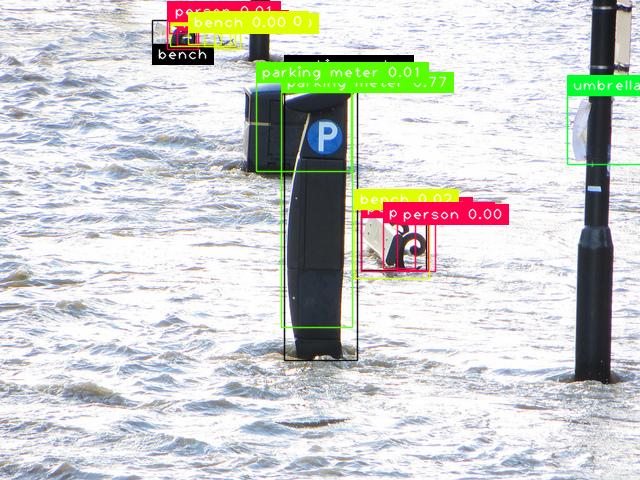 person 0.01
bench 0.00
bench
parking meter 0.01
parking meter 0.77
umbrella
P
bench 0.02
person 0.00